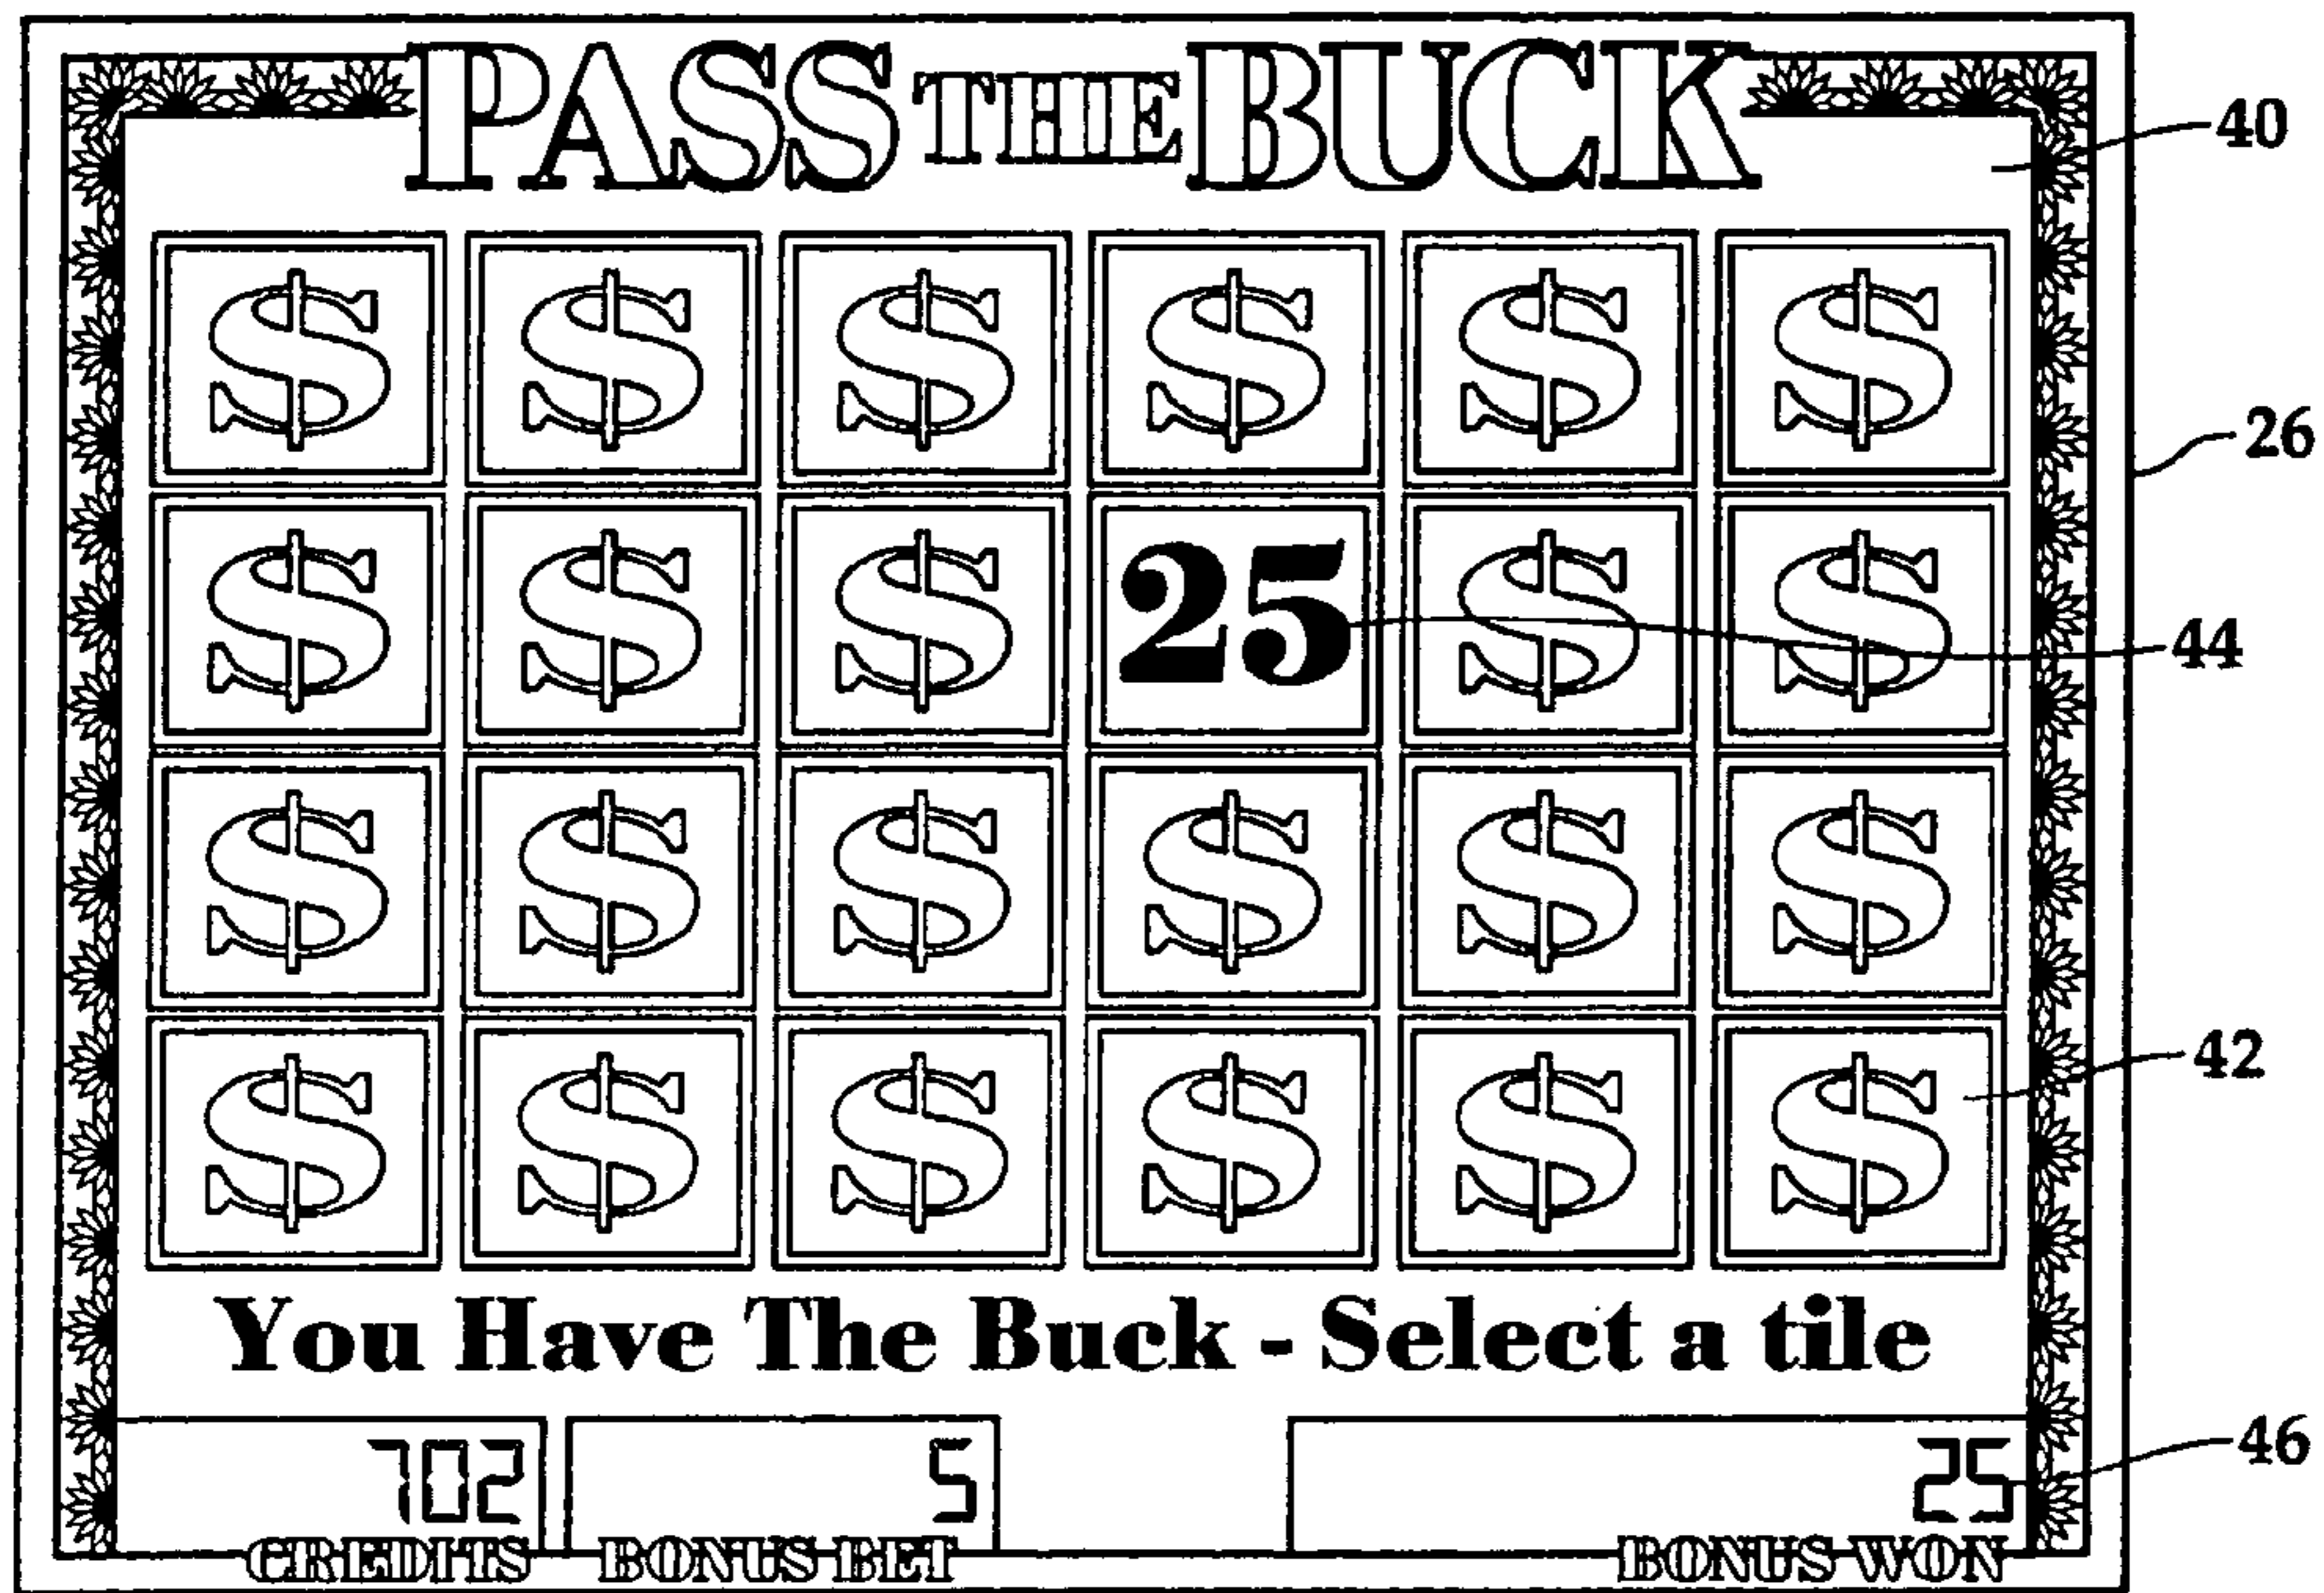 PASS THE BUCK
40
$ $ $ $ $ $
26
$ $ $ 25 $ $
44
$ $ $ $ $ $
$ $ $ $ $ $
42
You Have The Buck - Select a tile
702 5 25
46
CREDITS BONUS BET BONUS WON